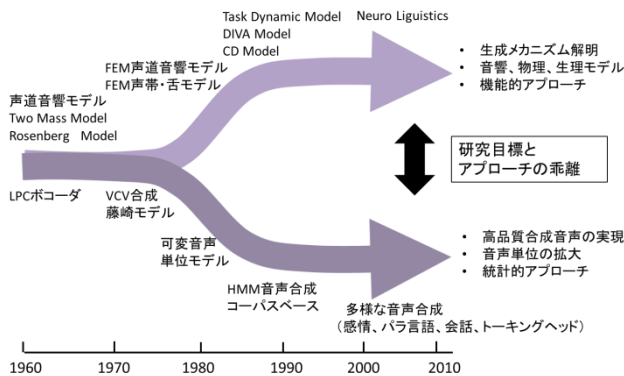 Task Dynamic Model
DIVA Model
CD Model
Neuro Liguistics
FEM声道音響モデル
FEM声帯・舌モデル
声道音響モデル
Two Mass Model
Rosenberg Model
・ 生成メカニズム解明
・ 音響、物理、生理モデル
・ 機能的アプローチ
研究目標と
アプローチの乖離
LPCボコーダ
VCV合成
藤崎モデル
可変音声
単位モデル
HMM音声合成
コーパスベース
多様な音声合成
（感情、パラ言語、会話、トーキングヘッド）
・ 高品質合成音声の実現
・ 音声単位の拡大
・ 統計的アプローチ
1960 1970 1980 1990 2000 2010